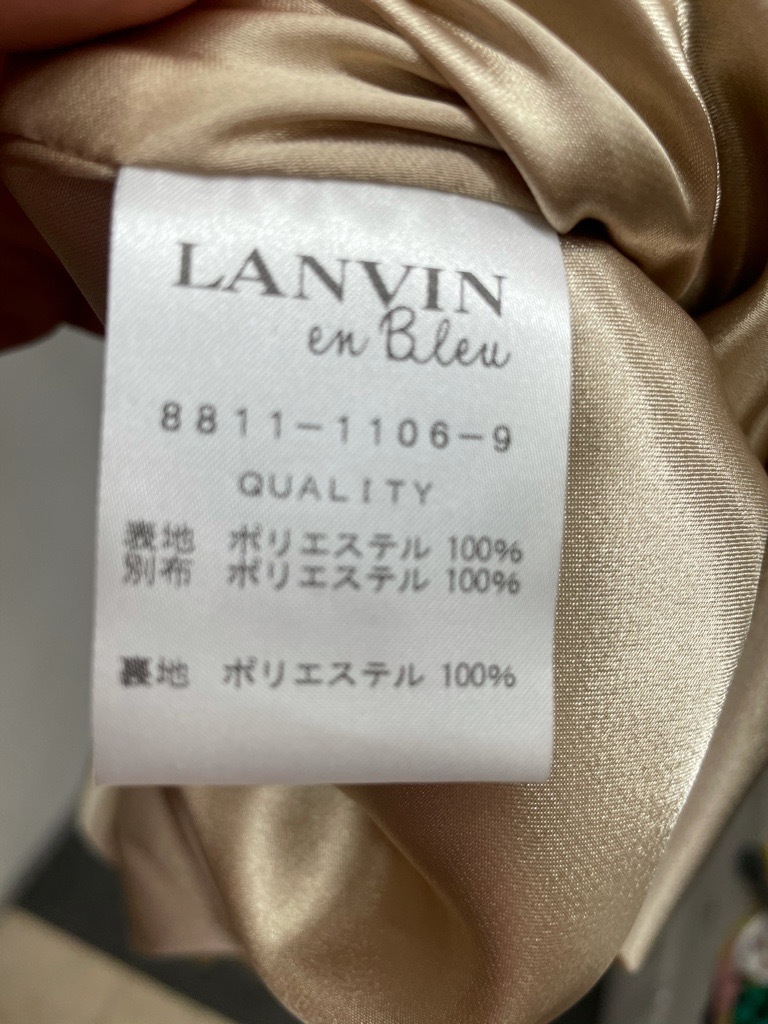 LANVIN
en Bleu
8811-1106-9
QUALITY
表地 ポリエステル 100%
別布 ポリエステル 100%
裏地 ポリエステル 100%